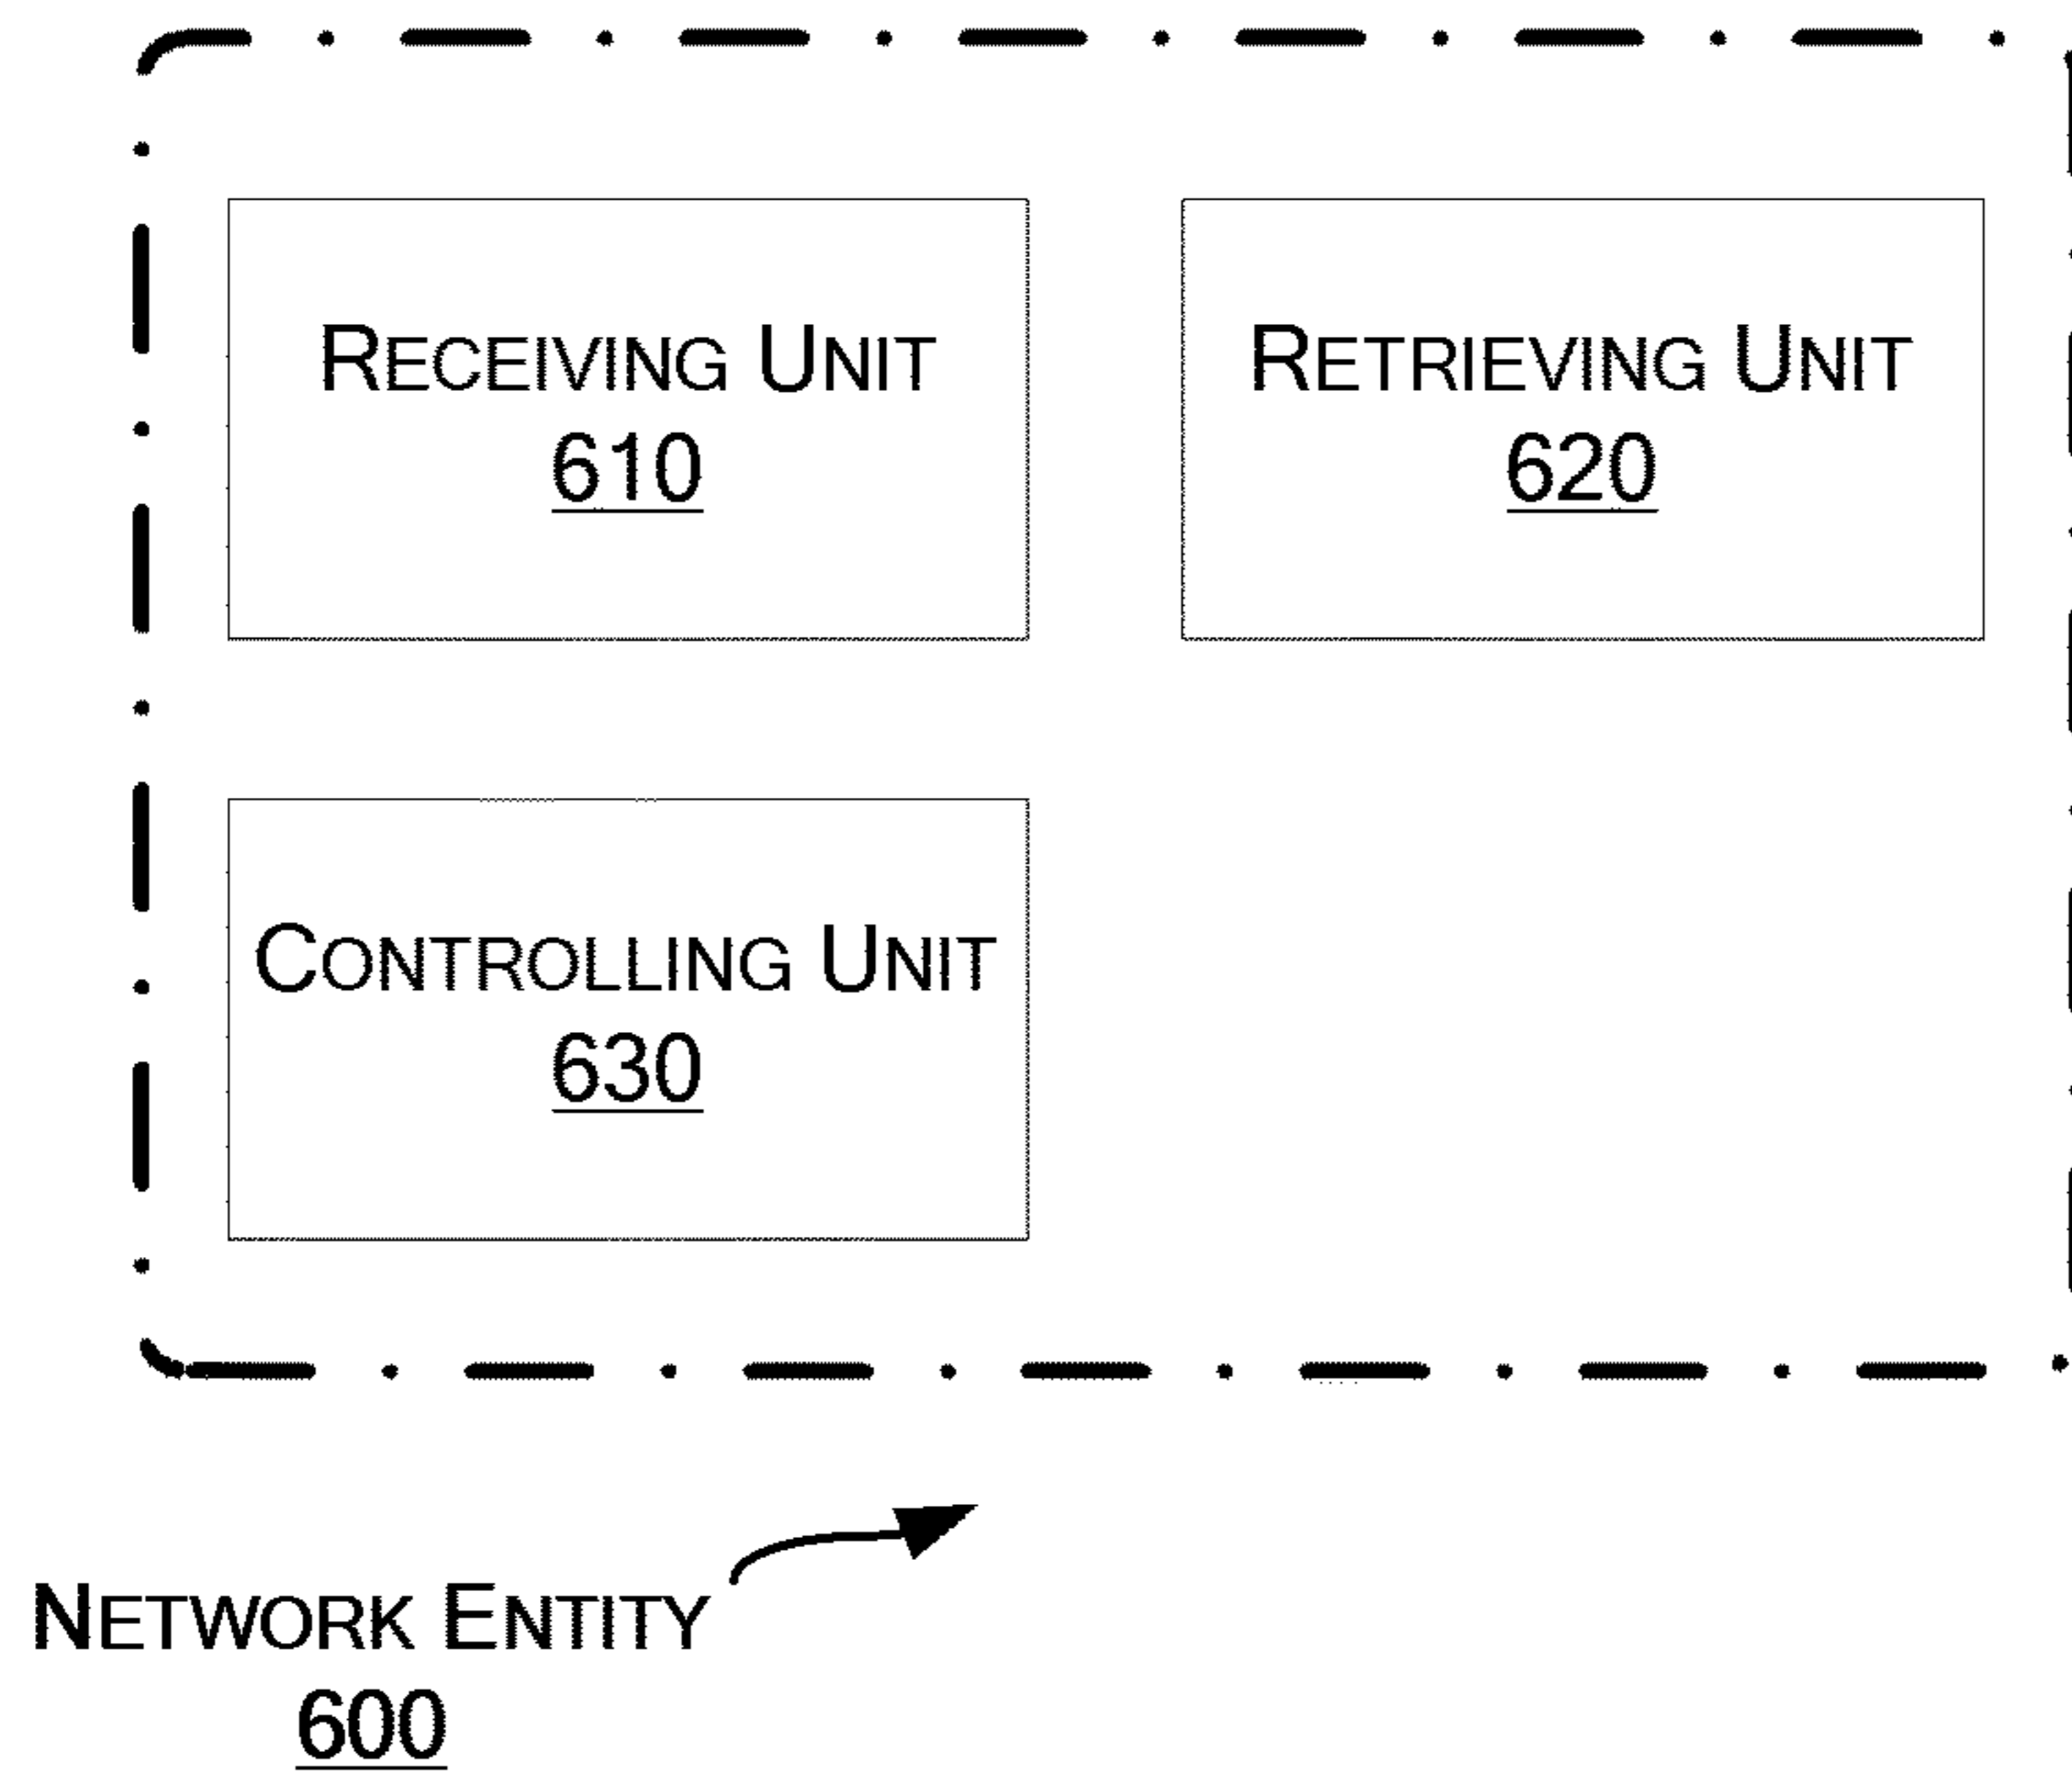 RECEIVING UNIT
610
RETRIEVING UNIT
620
CONTROLLING UNIT
630
NETWORK ENTITY
600